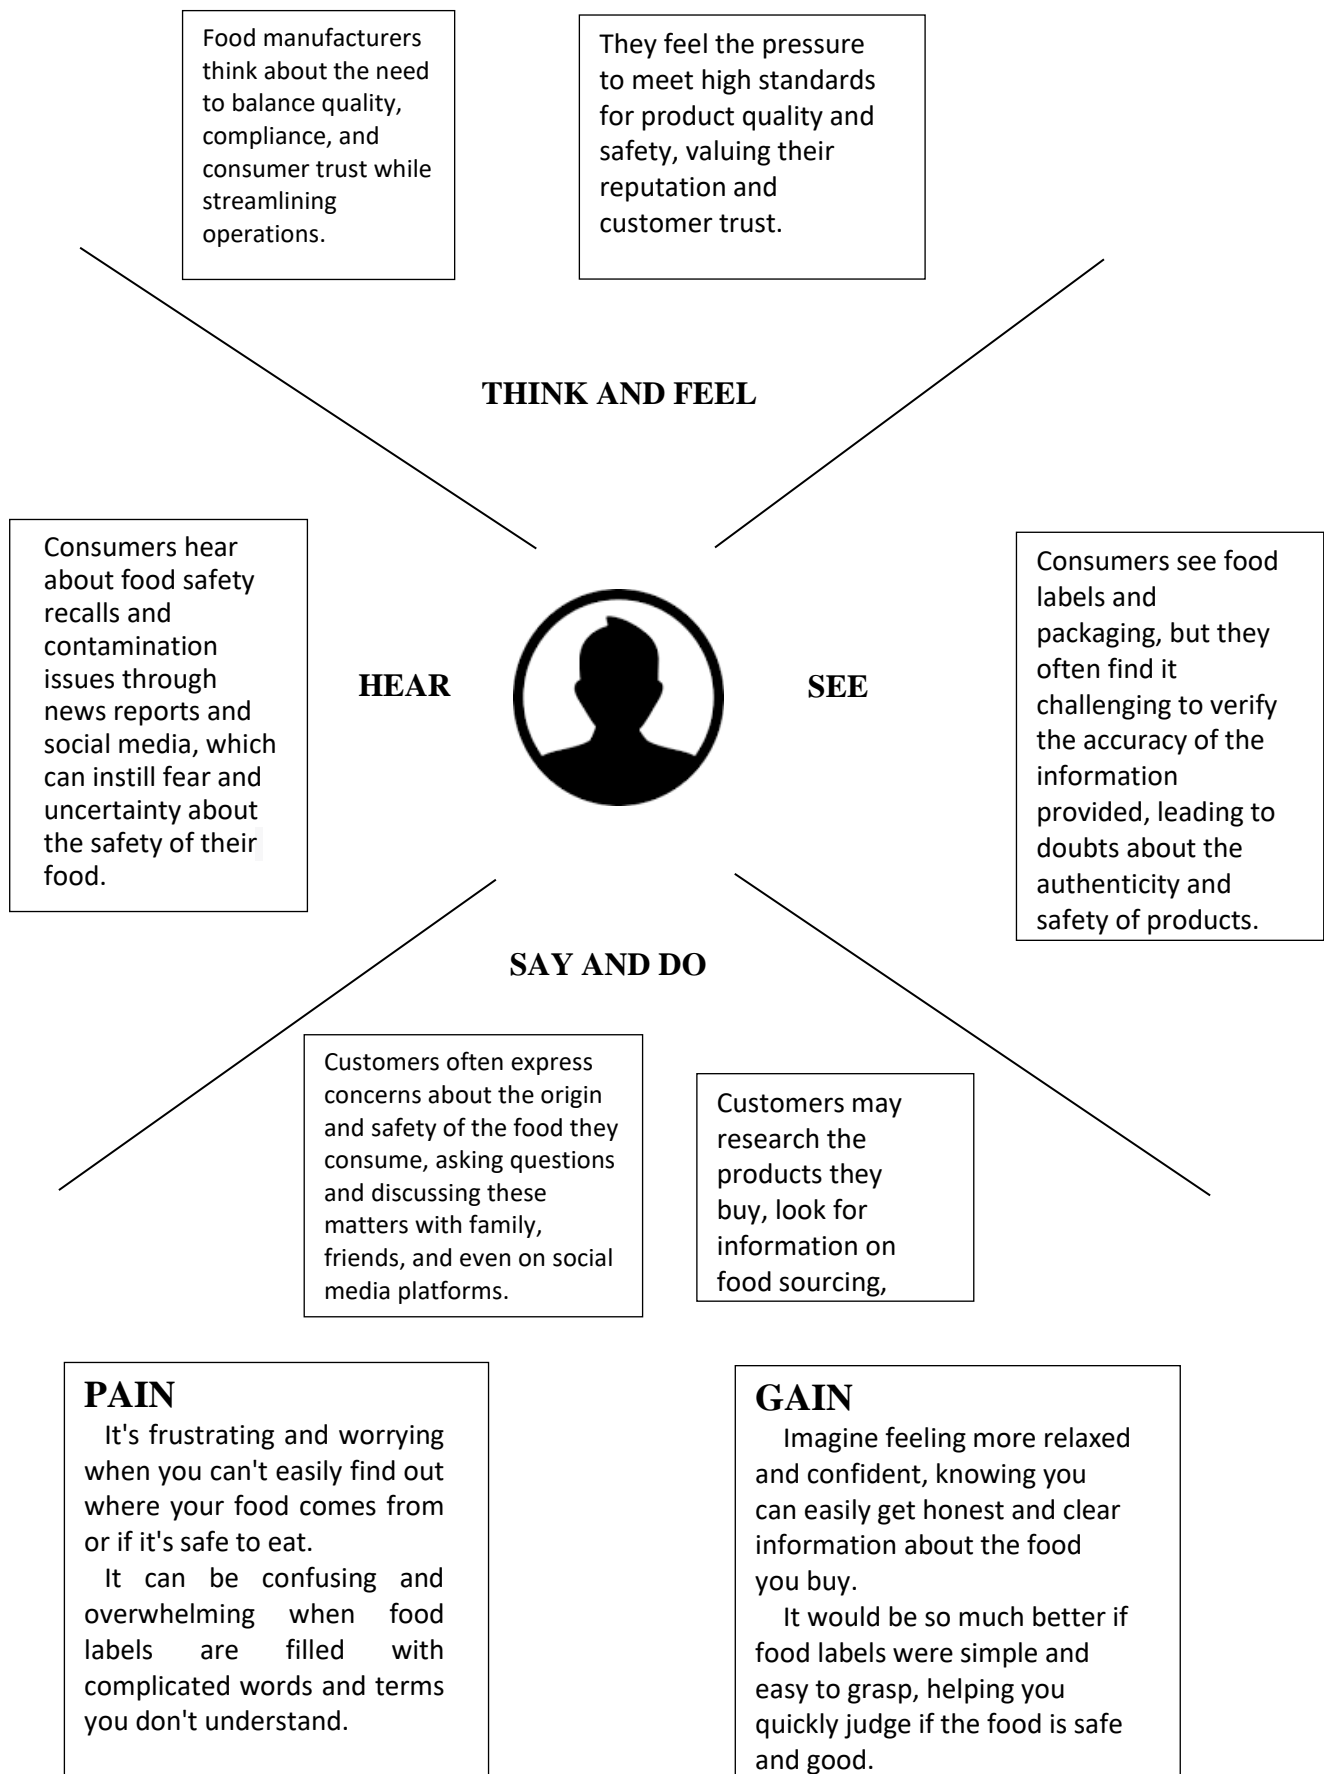 Food manufacturers
think about the need
to balance quality,
compliance, and
consumer trust while
streamlining
operations.
They feel the pressure
to meet high standards
for product quality and
safety, valuing their
reputation and
customer trust.
THINK AND FEEL
Consumers hear
about food safety
recalls and
contamination
issues through
news reports and
social media, which
can instill fear and
uncertainty about
the safety of their
food.
HEAR
SEE
Consumers see food
labels and
packaging, but they
often find it
challenging to verify
the accuracy of the
information
provided, leading to
doubts about the
authenticity and
safety of products.
SAY AND DO
Customers often express
concerns about the origin
and safety of the food they
consume, asking questions
and discussing these
matters with family,
friends, and even on social
media platforms.
Customers may
research the
products they
buy, look for
information on
food sourcing,
PAIN
It's frustrating and worrying
when you can't easily find out
where your food comes from
or if it's safe to eat.
It can be confusing and
overwhelming when food
labels are filled with
complicated words and terms
you don't understand.
GAIN
Imagine feeling more relaxed
and confident, knowing you
can easily get honest and clear
information about the food
you buy.
It would be so much better if
food labels were simple and
easy to grasp, helping you
quickly judge if the food is safe
and good.